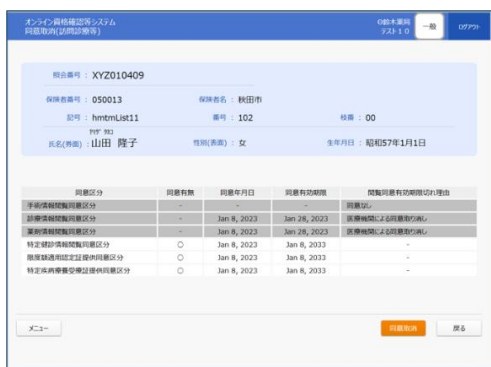 オンライン資格確認等システム
同意取消(訪問診療等)
O鈴木薬局
テスト10
一般
ログアウト
照会番号 : XYZ010409
保険者番号 : 050013
保険者名 : 秋田市
記号 : hmtmList11
番号 : 102
枝番 : 00
氏名(券面) : 山田 隆子
性別(表面) : 女
生年月日 : 昭和57年1月1日
同意区分 同意有無 同意年月日 同意有効期限 閲覧同意有効期限切れ理由
手術情報閲覧同意区分 - - - 同意なし
診療情報閲覧同意区分 - Jan 8, 2023 Jan 28, 2023 医療機関による同意取り消し
薬剤情報閲覧同意区分 - Jan 8, 2023 Jan 28, 2023 医療機関による同意取り消し
特定健診情報閲覧同意区分 ○ Jan 8, 2023 Jan 8, 2033 -
限度額適用認定証提供同意区分 ○ Jan 8, 2023 Jan 8, 2033 -
特定疾病療養受療証提供同意区分 ○ Jan 8, 2023 Jan 8, 2033 -
メニュー
同意取消
戻る